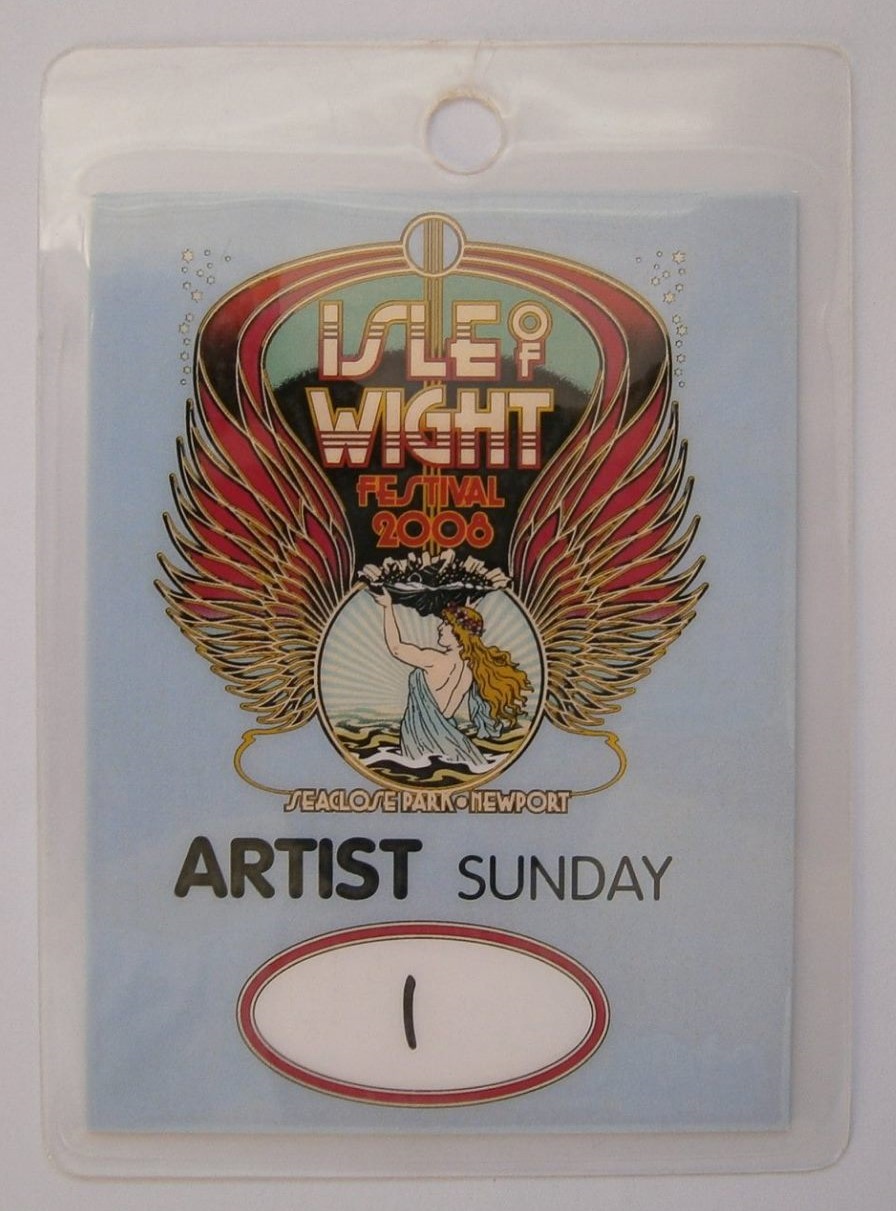 ISLE OF
WIGHT
FESTIVAL
2008
SEACLOSE PARK • NEWPORT
ARTIST SUNDAY
1